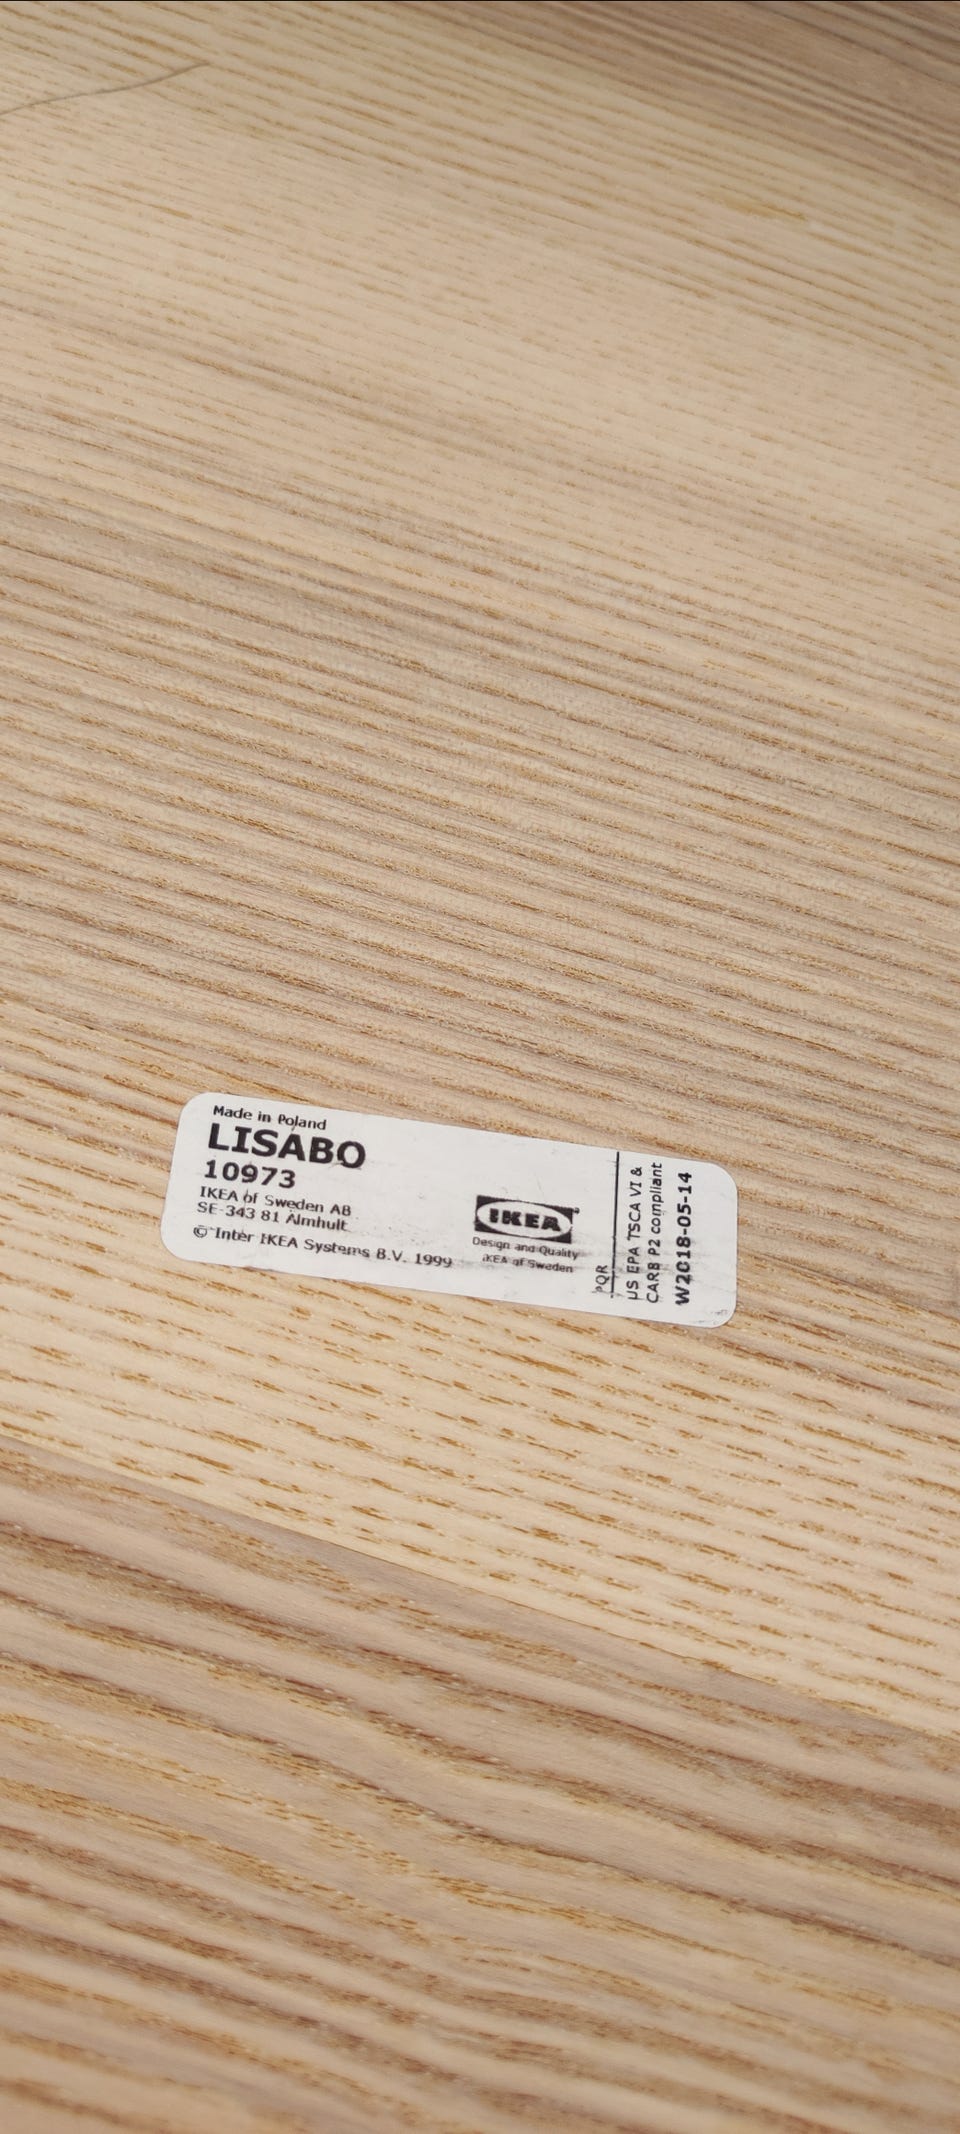 Made in Poland
LISABO
10973
IKEA of Sweden AB
SE-343 81 Älmhult
© Inter IKEA Systems B.V. 1999
IKEA®
Design and Quality
IKEA of Sweden
PQR
US EPA TSCA VI &
CARB P2 compliant
W2018-05-14